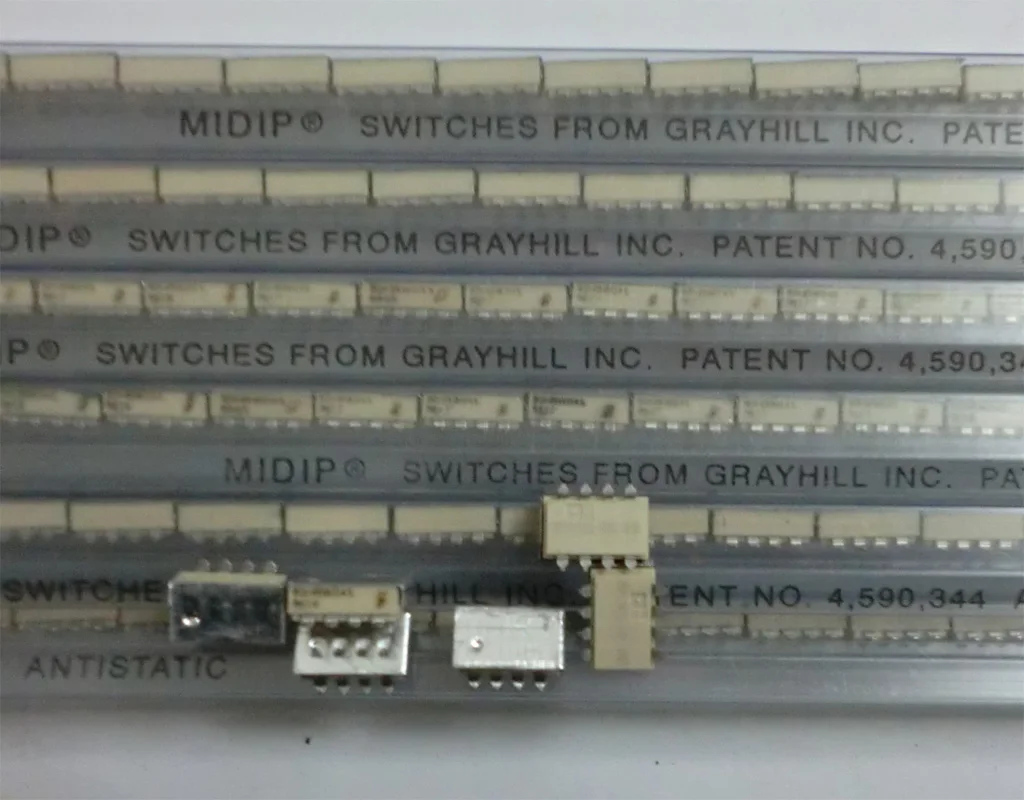 MIDIP® SWITCHES FROM GRAYHILL INC. PATE
DIP® SWITCHES FROM GRAYHILL INC. PATENT NO. 4,590,
IP® SWITCHES FROM GRAYHILL INC. PATENT NO. 4,590,34
MIDIP® SWITCHES FROM GRAYHILL INC. PA
SWITCHE HILL INC ENT NO. 4,590,344 A
ANTISTATIC